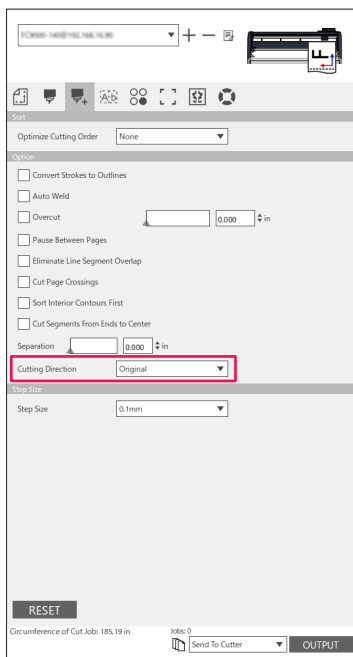 Sort
Optimize Cutting Order None
Option
Convert Strokes to Outlines
Auto Weld
Overcut 0.000 in
Pause Between Pages
Eliminate Line Segment Overlap
Cut Page Crossings
Sort Interior Contours First
Cut Segments From Ends to Center
Separation 0.000 in
Cutting Direction Original
Step Size
Step Size 0.1mm
RESET
Circumference of Cut Job: 185.19 in Jobs: 0
Send To Cutter OUTPUT